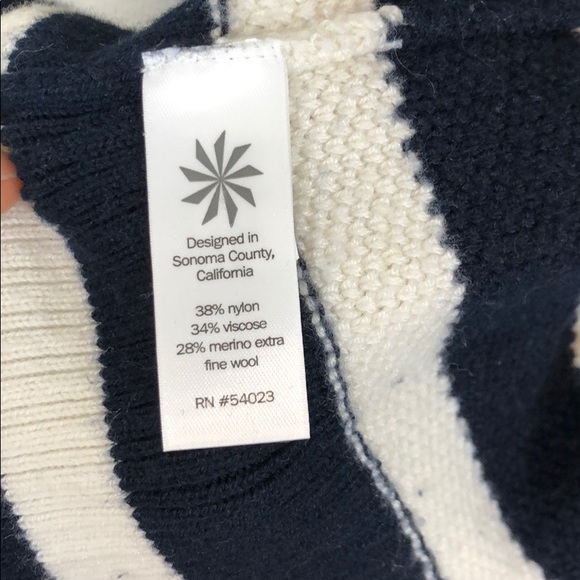 Designed in
Sonoma County,
California
38% nylon
34% viscose
28% merino extra
fine wool
RN #54023